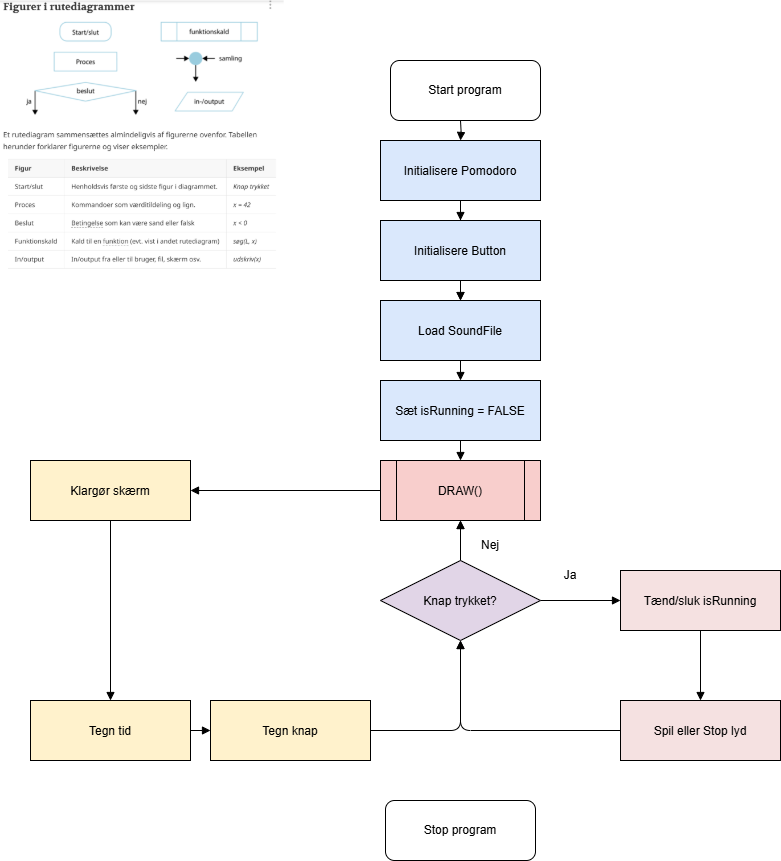 Figurer i rutediagrammer
Start/slut
funktionskald
Proces
samling
beslut
ja
nej
in-/output
Et rutediagram sammensættes almindeligvis af figurerne ovenfor. Tabellen
herunder forklarer figurerne og viser eksempler.
Figur Beskrivelse Eksempel
Start/slut Henholdsvis første og sidste figur i diagrammet. Knap trykket
Proces Kommandoer som værditildeling og lign. x = 42
Beslut Betingelse som kan være sand eller falsk x < 0
Funktionskald Kald til en funktion (evt. vist i andet rutediagram) søg(L, x)
In/output In/output fra eller til bruger, fil, skærm osv. udskriv(x)
Start program
Initialisere Pomodoro
Initialisere Button
Load SoundFile
Sæt isRunning = FALSE
Klargør skærm
DRAW()
Nej
Ja
Knap trykket?
Tænd/sluk isRunning
Tegn tid
Tegn knap
Spil eller Stop lyd
Stop program